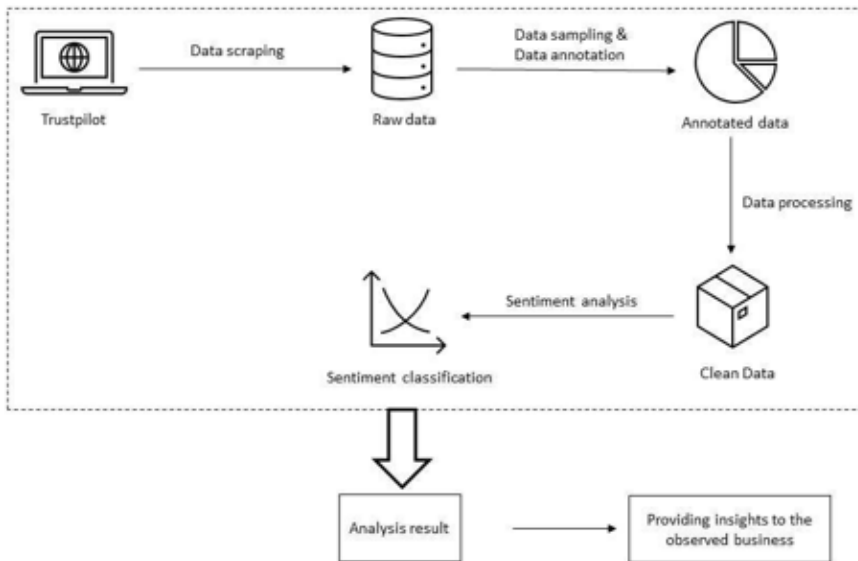 Data scraping
Data sampling &
Data annotation
Trustpilot
Raw data
Annotated data
Data processing
Sentiment analysis
Sentiment classification
Clean Data
Analysis result
Providing insights to the
observed business